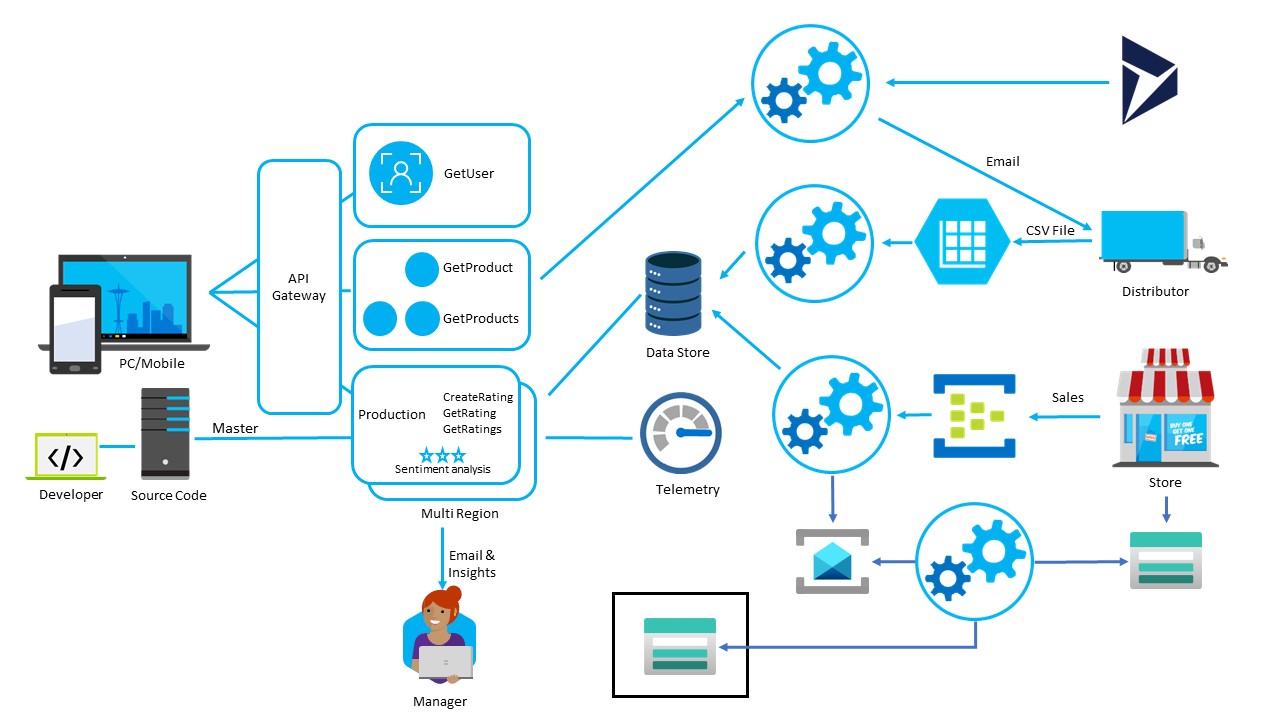 GetUser
Email
CSV File
API
Gateway
GetProduct
GetProducts
Distributor
Data Store
PC/Mobile
Production
CreateRating
GetRating
GetRatings
Sentiment analysis
Sales
BUY ONE
GET ONE
FREE
Master
</>
Developer
Source Code
Telemetry
Store
Multi Region
Email &
Insights
Manager